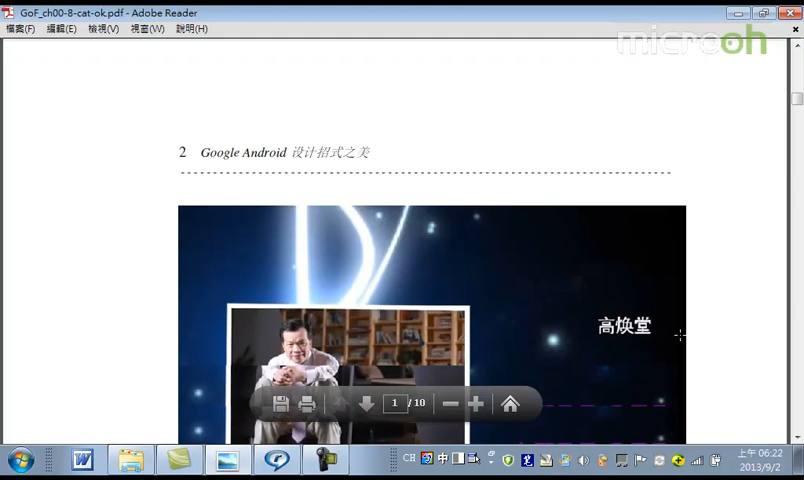 GoF_ch00-8-cat-ok.pdf - Adobe Reader
檔案(F) 編輯(E) 檢視(V) 視窗(W) 說明(H)
microoh
2 Google Android 设计招式之美
高焕堂
1 / 10
CH 中
上午 06:22
2013/9/2